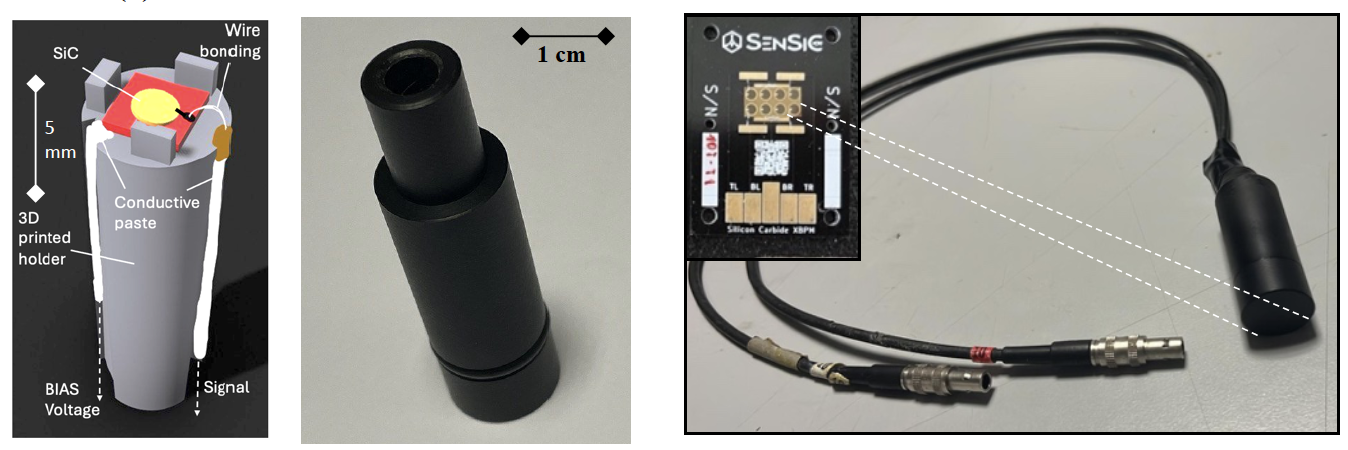 Wire
bonding
SiC
5
mm
Conductive
paste
3D
printed
holder
BIAS
Voltage
Signal
1 cm
SENSiC
N/S
N/S
TL BL BR TR
Silicon Carbide XBPM